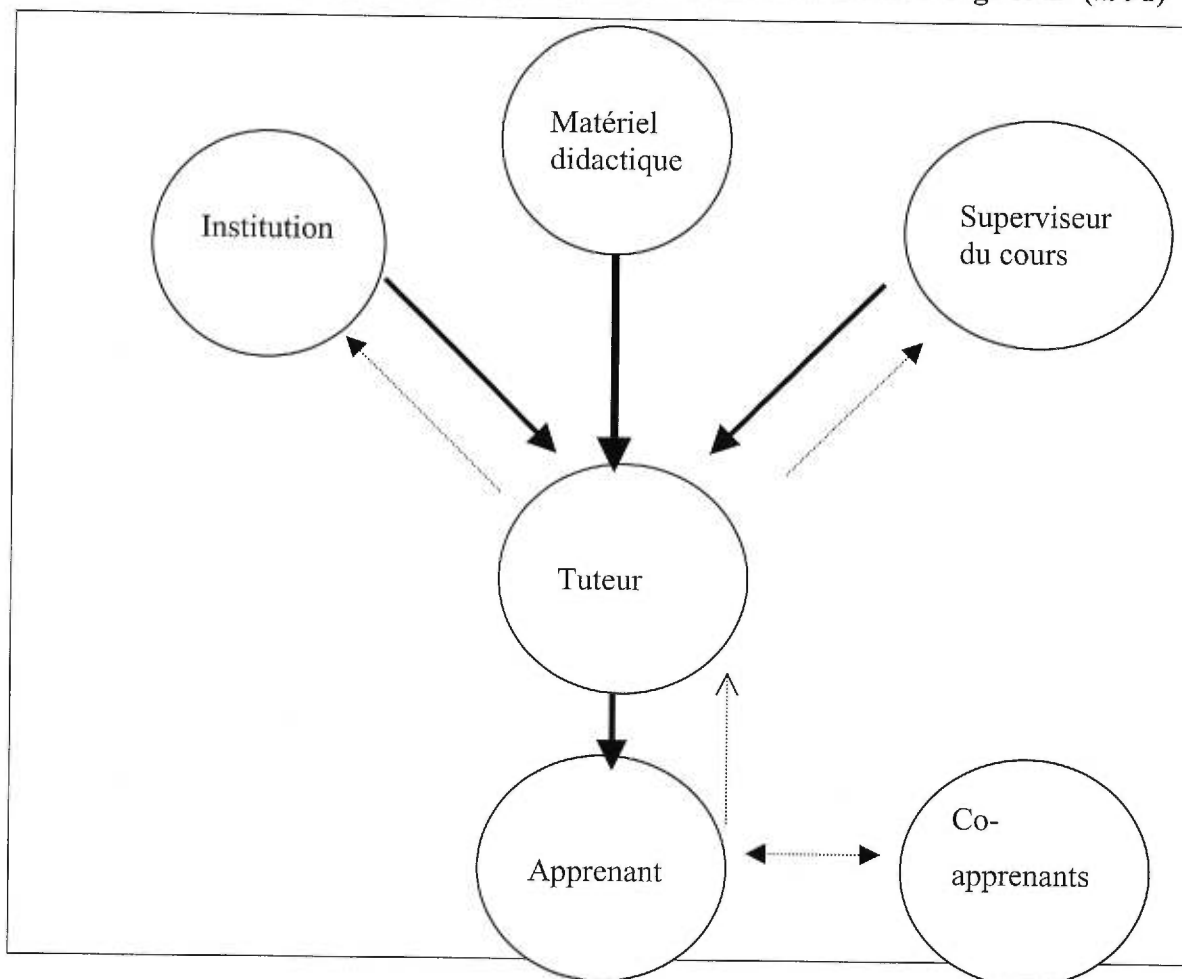 Matériel
didactique
Institution
Superviseur
du cours
Tuteur
Apprenant
Co-
apprenants